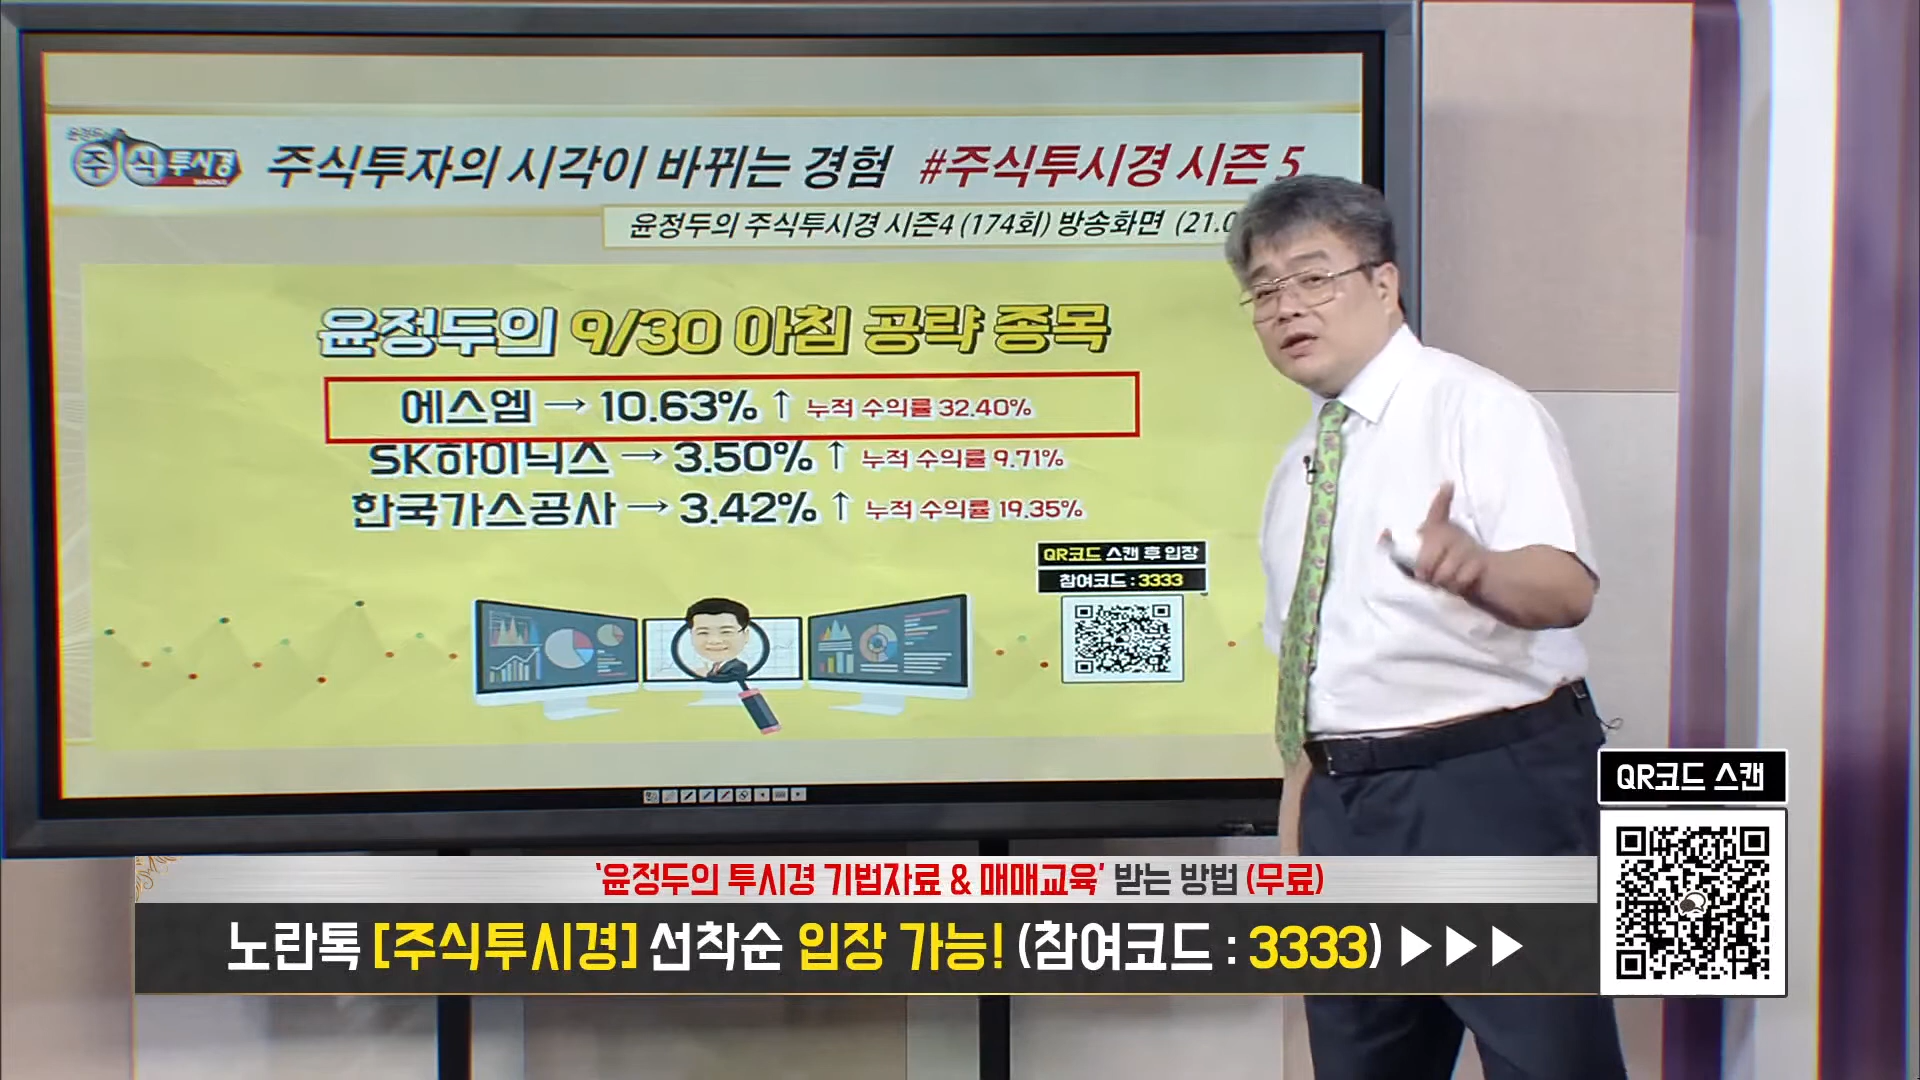 윤정두의
주식투시경
주식투자의 시각이 바뀌는 경험 #주식투시경 시즌 5
윤정두의 주식투시경 시즌4 (174회) 방송화면 (21.0
윤정두의 9/30 아침 공략 종목
에스엠 → 10.63% ↑ 누적 수익률 32.40%
SK하이닉스 → 3.50% ↑ 누적 수익률 9.71%
한국가스공사 → 3.42% ↑ 누적 수익률 19.35%
QR코드 스캔 후 입장
참여코드 : 3333
QR코드 스캔
'윤정두의 투시경 기법자료 & 매매교육' 받는 방법 (무료)
노란톡 [주식투시경] 선착순 입장 가능! (참여코드 : 3333) ▶▶▶